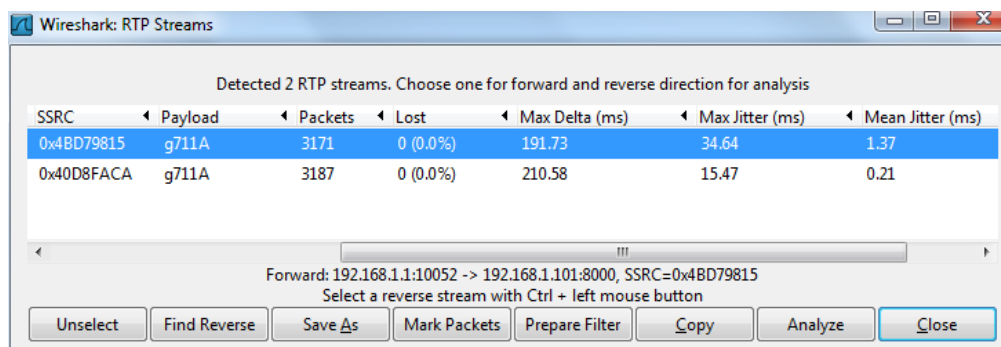 Wireshark: RTP Streams
Detected 2 RTP streams. Choose one for forward and reverse direction for analysis
SSRC Payload Packets Lost Max Delta (ms) Max Jitter (ms) Mean Jitter (ms)
0x4BD79815 g711A 3171 0 (0.0%) 191.73 34.64 1.37
0x40D8FACA g711A 3187 0 (0.0%) 210.58 15.47 0.21
Forward: 192.168.1.1:10052 -> 192.168.1.101:8000, SSRC=0x4BD79815
Select a reverse stream with Ctrl + left mouse button
Unselect Find Reverse Save As Mark Packets Prepare Filter Copy Analyze Close